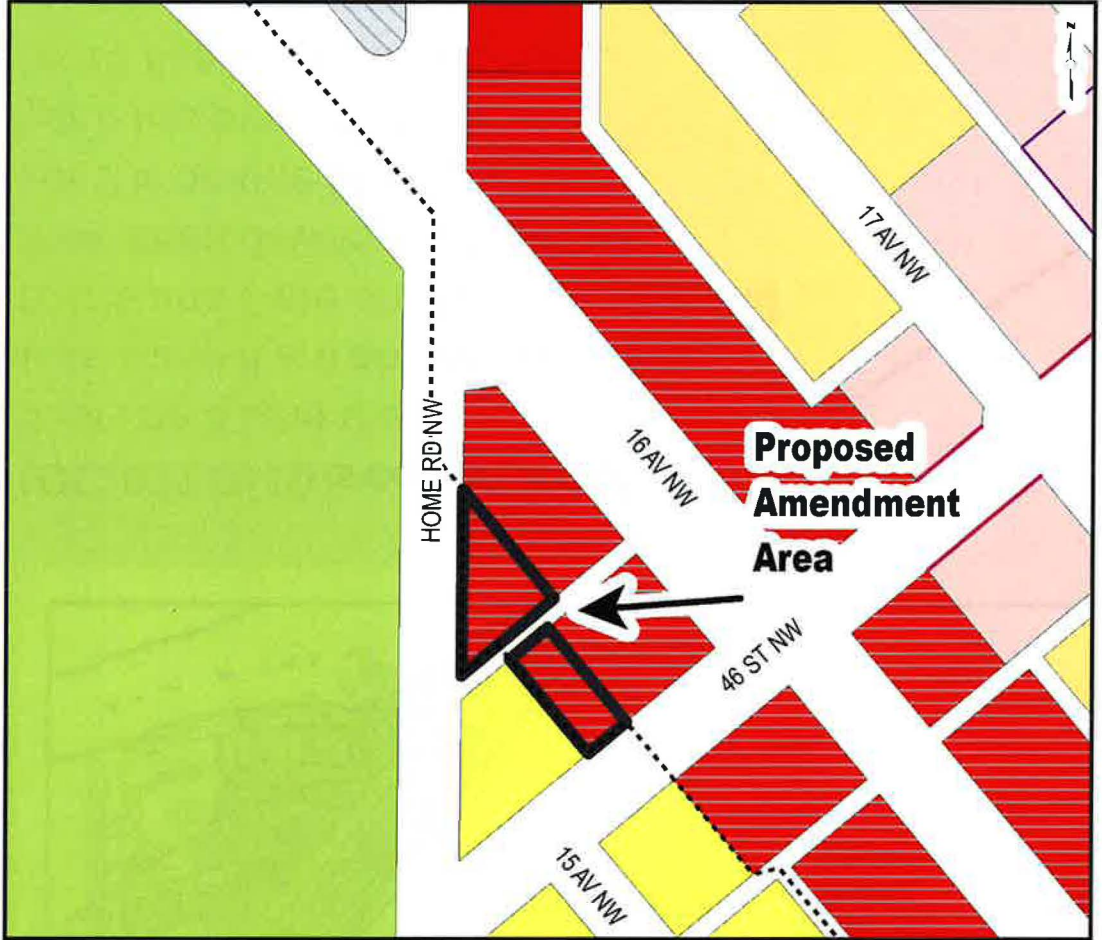 N
17 AV NW
16 AV NW
HOME RD NW
Proposed
Amendment
Area
46 ST NW
15 AV NW